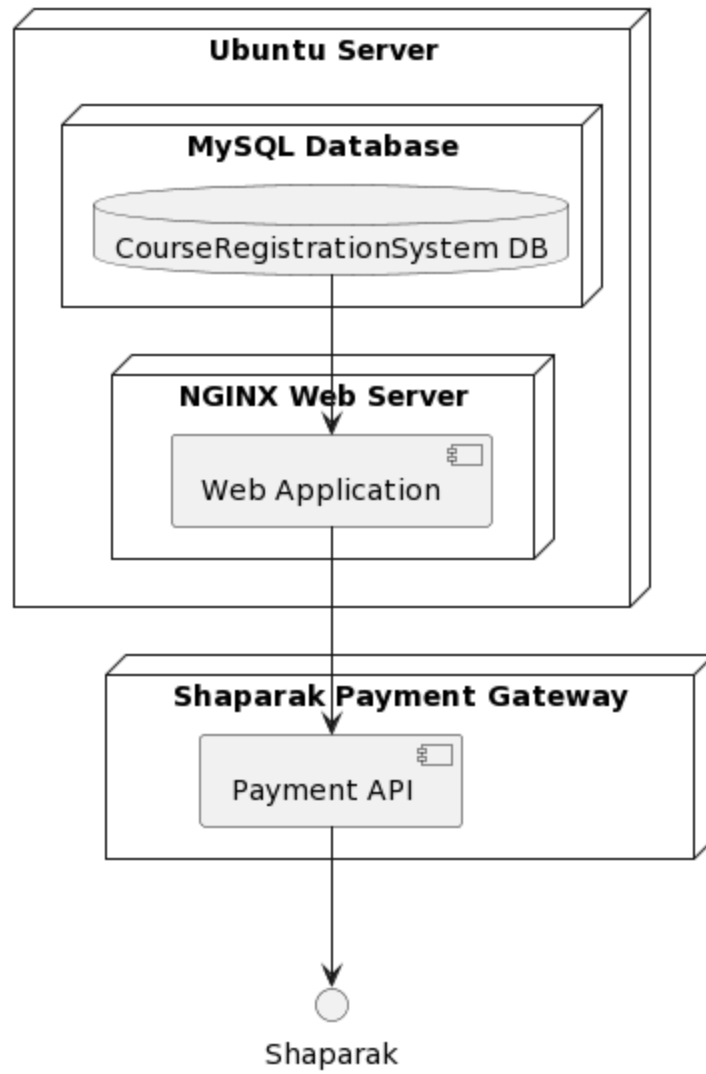 Ubuntu Server
MySQL Database
CourseRegistrationSystem DB
NGINX Web Server
Web Application
Shaparak Payment Gateway
Payment API
Shaparak